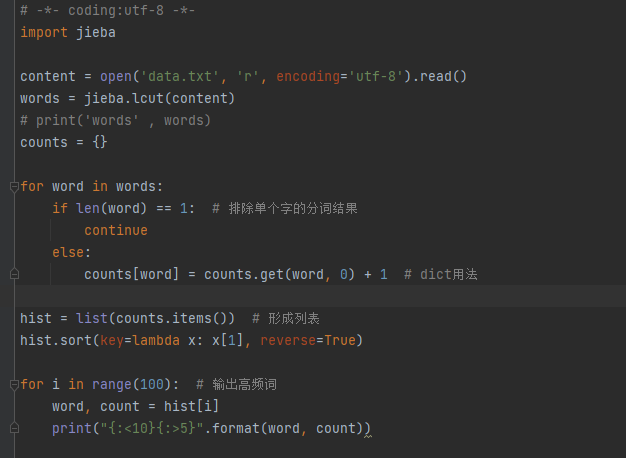 # -*- coding:utf-8 -*-
import jieba
content = open('data.txt', 'r', encoding='utf-8').read()
words = jieba.lcut(content)
# print('words' , words)
counts = {}
for word in words:
    if len(word) == 1:  # 排除单个字的分词结果
        continue
    else:
        counts[word] = counts.get(word, 0) + 1  # dict用法
hist = list(counts.items())  # 形成列表
hist.sort(key=lambda x: x[1], reverse=True)
for i in range(100):  # 输出高频词
    word, count = hist[i]
    print("{:<10}{:>5}".format(word, count))